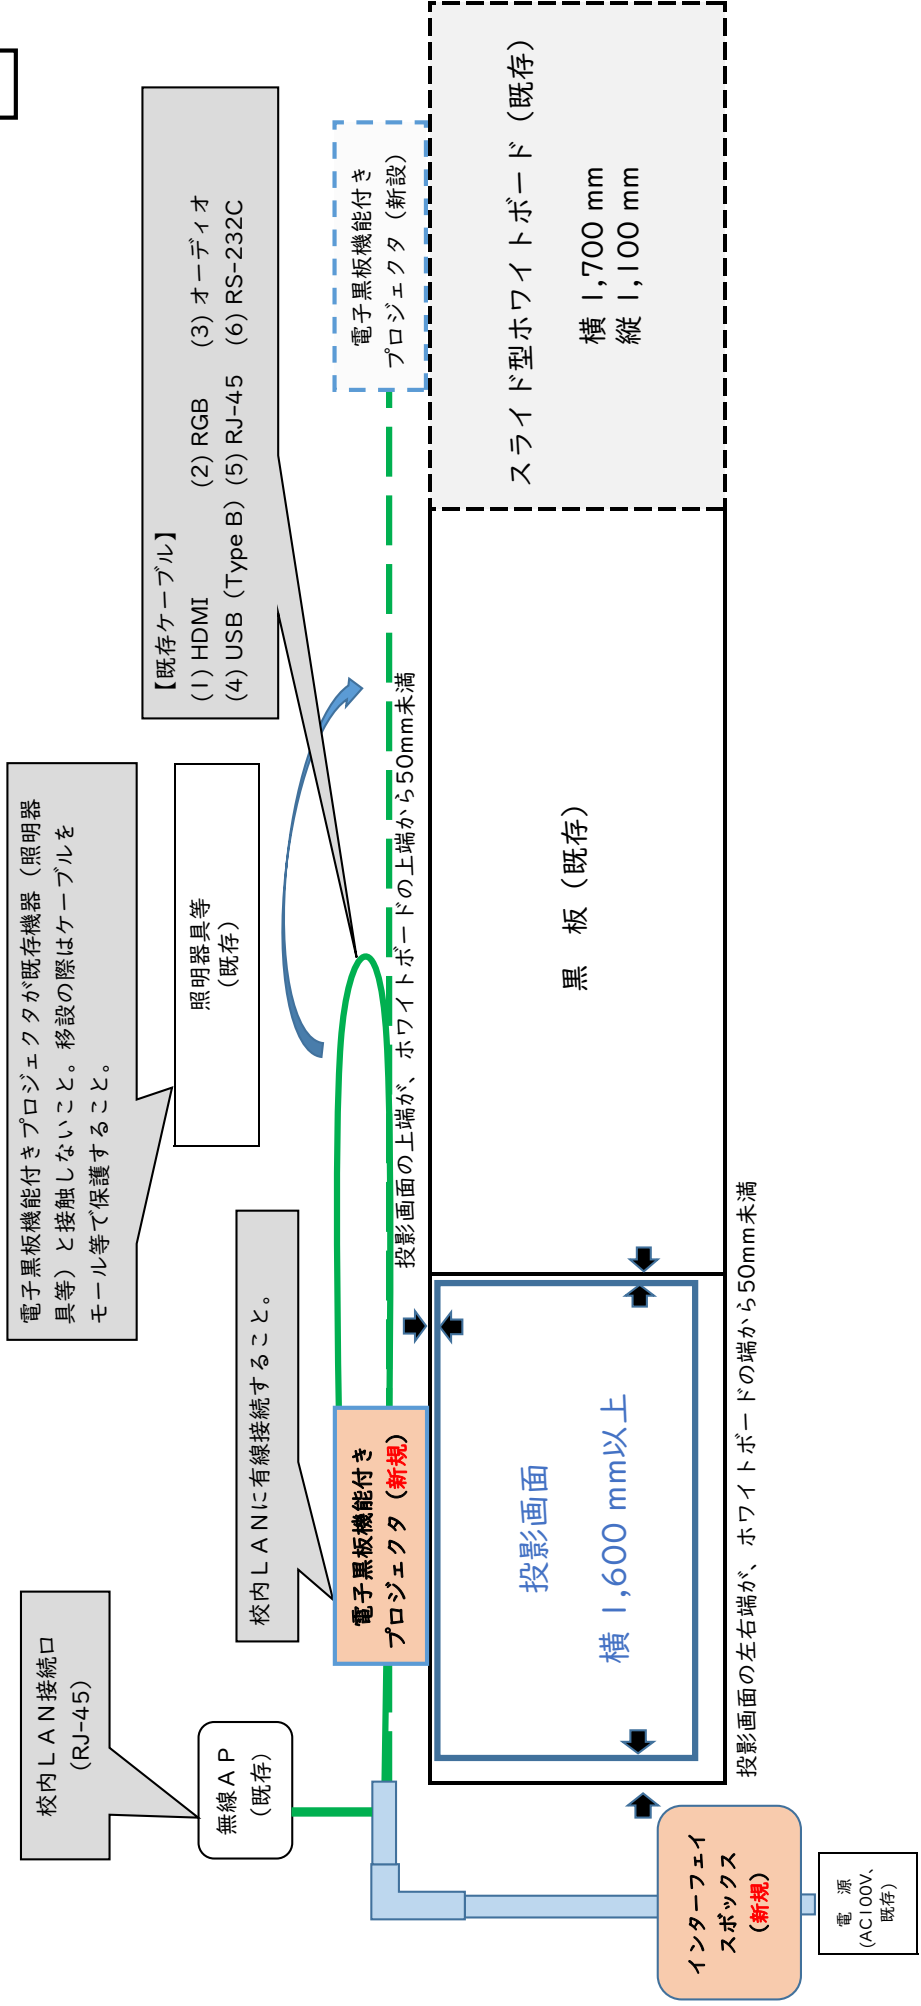 電子黒板機能付きプロジェクタが既存機器（照明器
具等）と接触しないこと。移設の際はケーブルを
モール等で保護すること。
校内ＬＡＮ接続口
(RJ-45)
【既存ケーブル】
(1) HDMI (2) RGB (3) オーディオ
(4) USB（Type B）(5) RJ-45 (6) RS-232C
照明器具等
（既存）
無線ＡＰ
（既存）
校内ＬＡＮに有線接続すること。
電子黒板機能付き
プロジェクタ（新規）
電子黒板機能付き
プロジェクタ（新設）
投影画面の上端が、ホワイトボードの上端から50mm未満
投影画面
横 1,600 mm以上
黒　板（既存）
スライド型ホワイトボード（既存）
横 1,700 mm
縦 1,100 mm
投影画面の左右端が、ホワイトボードの端から50mm未満
インターフェイ
スボックス
（新規）
電　源
(AC100V、
既存）